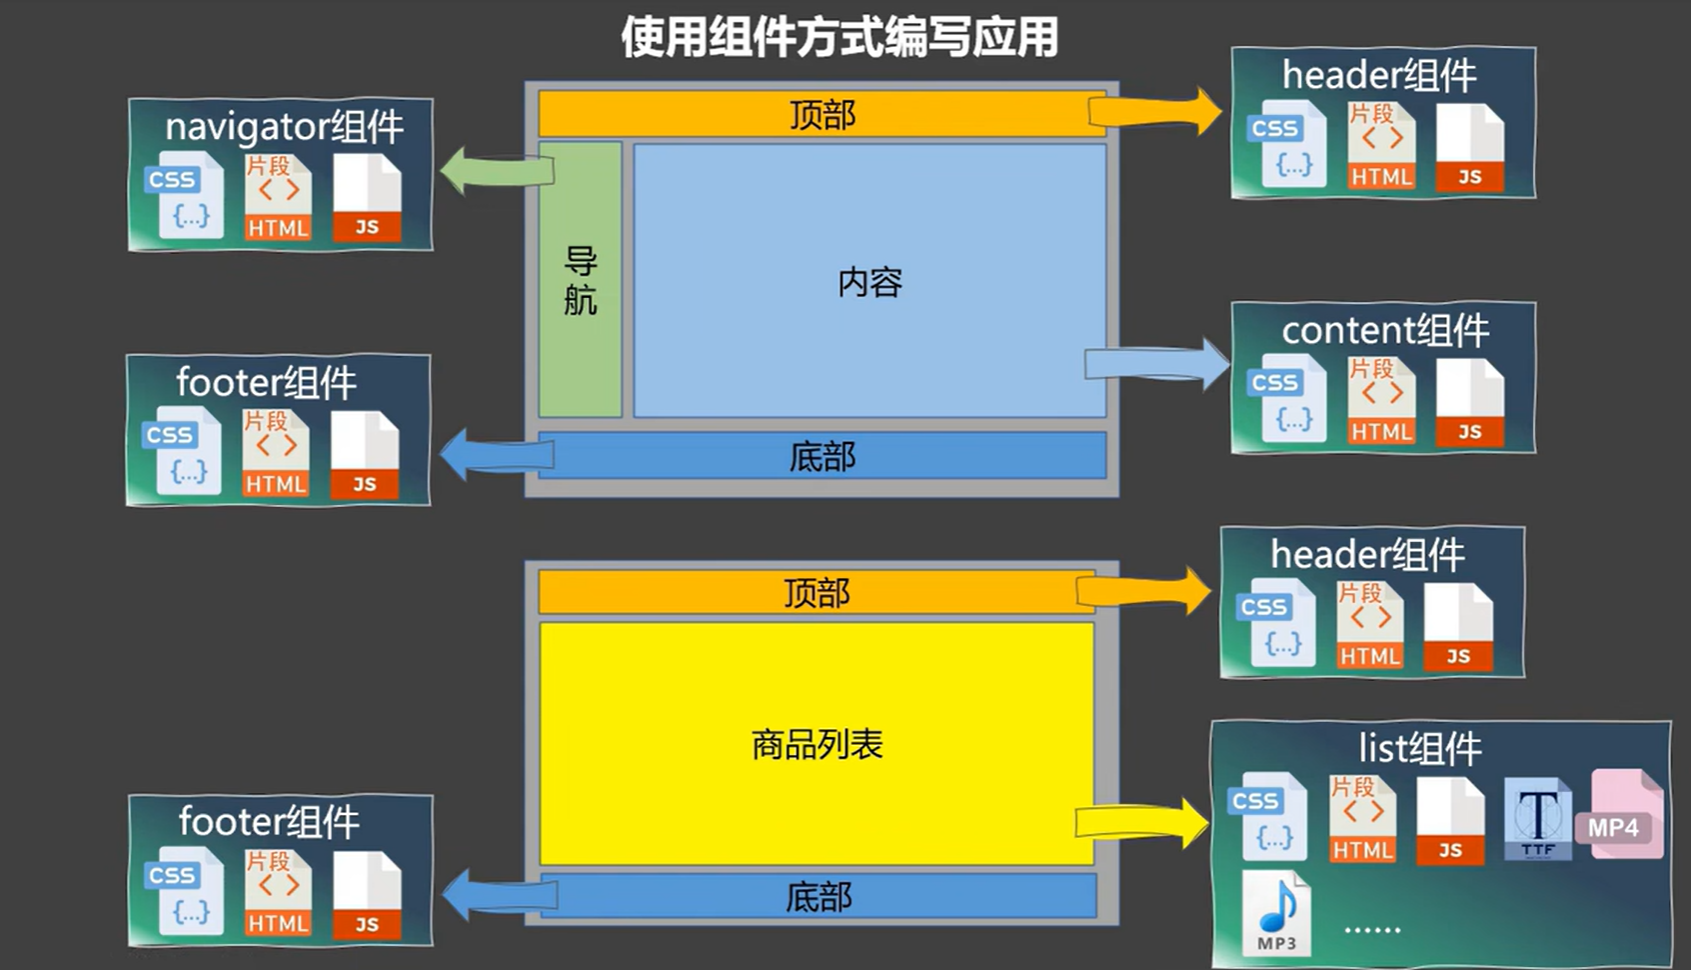 使用组件方式编写应用
navigator组件
CSS
{...}
片段
< >
HTML
JS
顶部
导
航
内容
底部
header组件
CSS
{...}
片段
< >
HTML
JS
footer组件
CSS
{...}
片段
< >
HTML
JS
content组件
CSS
{...}
片段
< >
HTML
JS
顶部
商品列表
底部
header组件
CSS
{...}
片段
< >
HTML
JS
footer组件
CSS
{...}
片段
< >
HTML
JS
list组件
CSS
{...}
片段
< >
HTML
JS
T
TTF
MP4
MP3
......